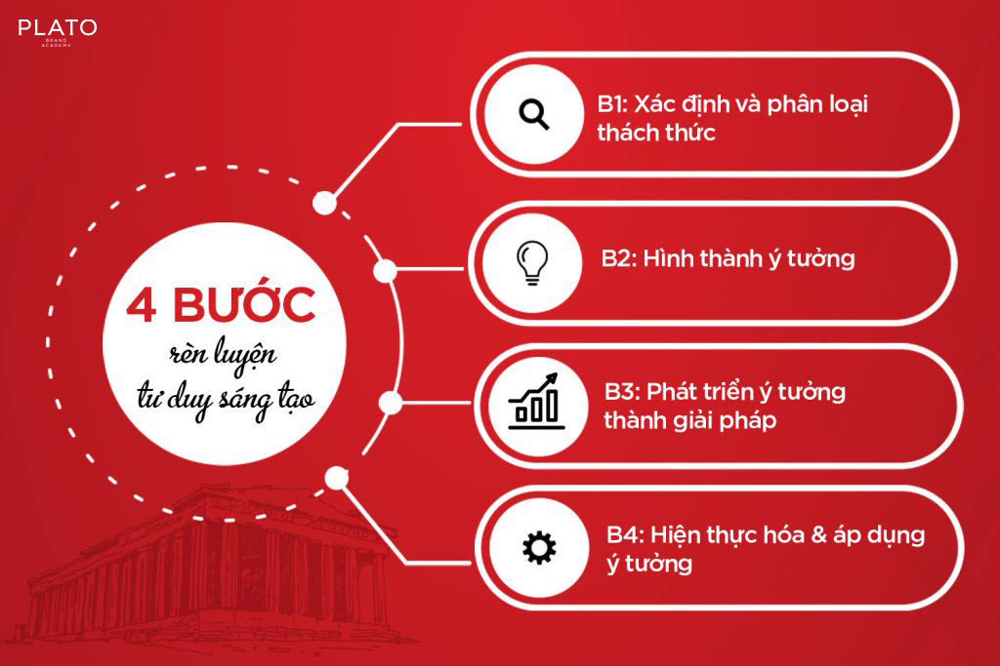 PLATO
BRAND
ACADEMY
4 BƯỚC
rèn luyện
tư duy sáng tạo
B1: Xác định và phân loại
thách thức
B2: Hình thành ý tưởng
B3: Phát triển ý tưởng
thành giải pháp
B4: Hiện thực hóa & áp dụng
ý tưởng